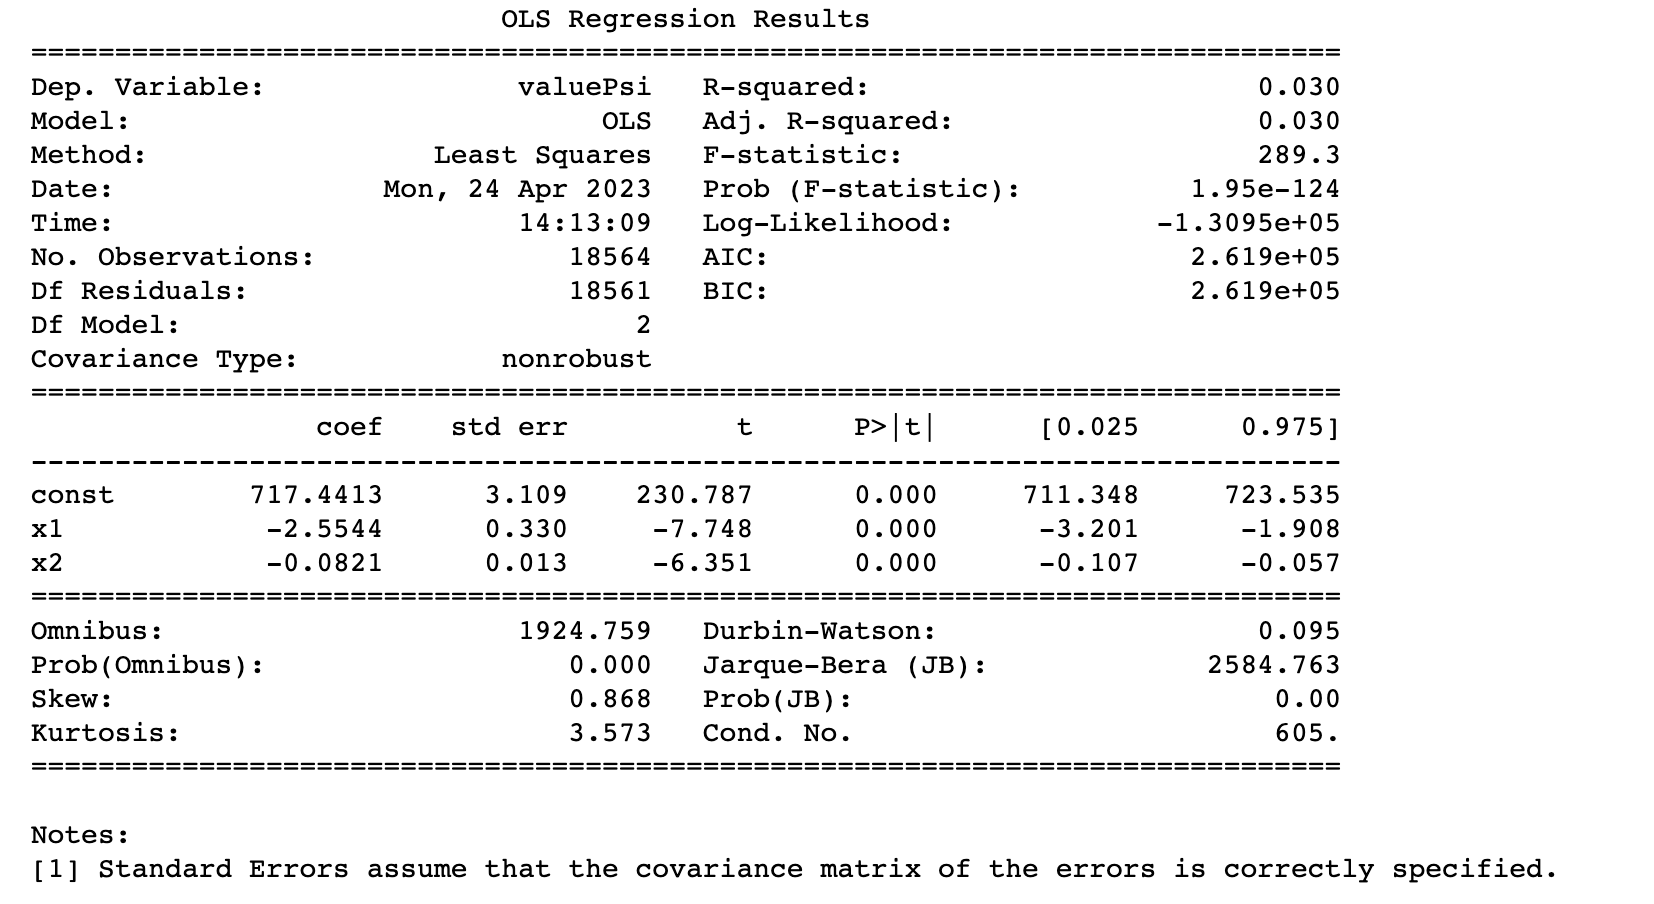 OLS Regression Results
==============================================================================
Dep. Variable:               valuePsi   R-squared:                       0.030
Model:                            OLS   Adj. R-squared:                  0.030
Method:                 Least Squares   F-statistic:                     289.3
Date:                Mon, 24 Apr 2023   Prob (F-statistic):          1.95e-124
Time:                        14:13:09   Log-Likelihood:            -1.3095e+05
No. Observations:               18564   AIC:                         2.619e+05
Df Residuals:                   18561   BIC:                         2.619e+05
Df Model:                           2
Covariance Type:            nonrobust
==============================================================================
                 coef    std err          t      P>|t|      [0.025      0.975]
------------------------------------------------------------------------------
const        717.4413      3.109    230.787      0.000     711.348     723.535
x1            -2.5544      0.330     -7.748      0.000      -3.201      -1.908
x2            -0.0821      0.013     -6.351      0.000      -0.107      -0.057
==============================================================================
Omnibus:                     1924.759   Durbin-Watson:                   0.095
Prob(Omnibus):                  0.000   Jarque-Bera (JB):             2584.763
Skew:                           0.868   Prob(JB):                         0.00
Kurtosis:                       3.573   Cond. No.                         605.
==============================================================================

Notes:
[1] Standard Errors assume that the covariance matrix of the errors is correctly specified.